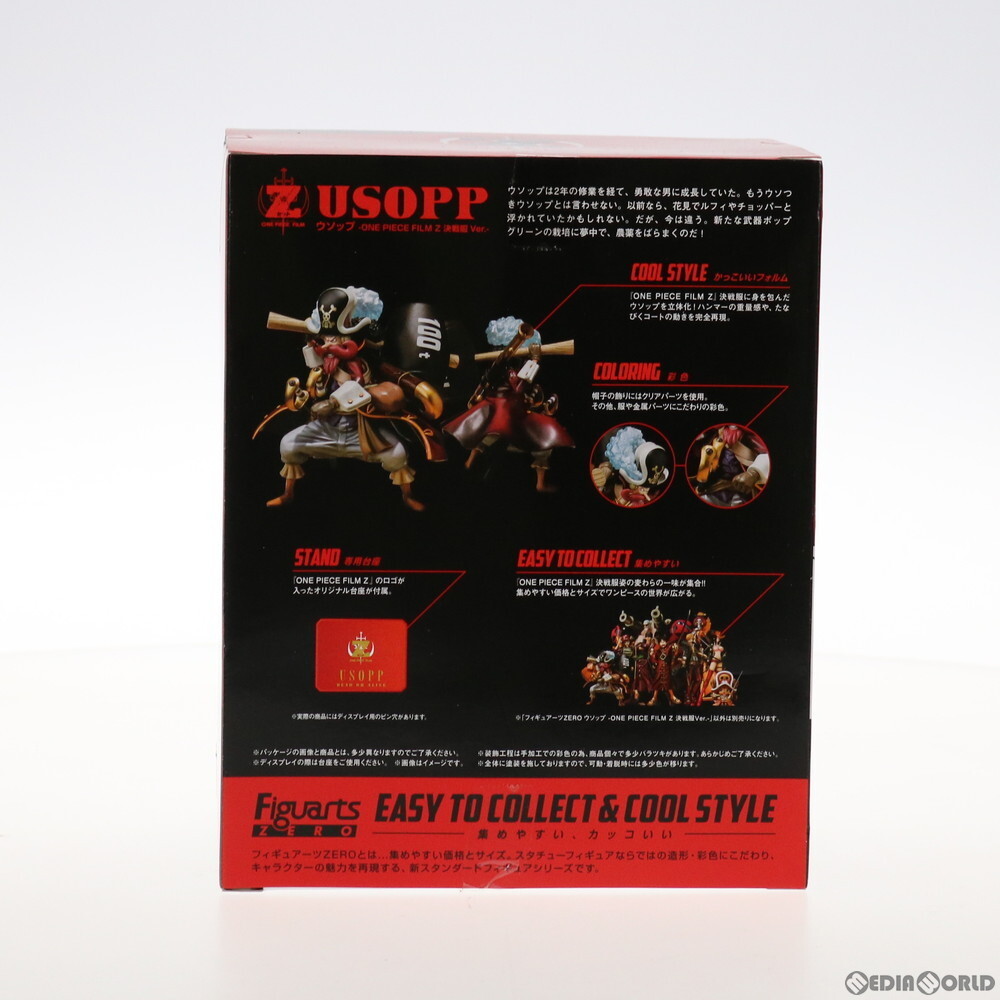 Z
ONE PIECE FILM
USOPP
ウソップ -ONE PIECE FILM Z 決戦服 Ver.-
ウソップは2年の修業を経て、勇敢な男に成長していた。もうウソつ
きウソップとは言わせない。以前なら、花見でルフィやチョッパーと
浮かれていたかもしれない。だが、今は違う。新たな武器ポップ
グリーンの栽培に夢中で、農薬をばらまくのだ！
COOL STYLE かっこいいフォルム
『ONE PIECE FILM Z』決戦服に身を包んだ
ウソップを立体化！ハンマーの重量感や、たな
びくコートの動きを完全再現。
100t
COLORING 彩色
帽子の飾りにはクリアパーツを使用。
その他、服や金属パーツにこだわりの彩色。
STAND 専用台座
『ONE PIECE FILM Z』のロゴが
入ったオリジナル台座が付属。
USOPP
DEAD OR ALIVE
※実際の商品にはディスプレイ用のピン穴があります。
EASY TO COLLECT 集めやすい
『ONE PIECE FILM Z』決戦服姿の麦わらの一味が集合!!
集めやすい価格とサイズでワンピースの世界が広がる。
※「フィギュアーツZERO ウソップ -ONE PIECE FILM Z 決戦服Ver.-」以外は別売りになります。
※パッケージの画像と商品とは、多少異なりますのでご了承ください。
※ディスプレイの際は台座をご使用ください。 ※画像はイメージです。
※装飾工程は手加工での彩色の為、商品個々で多少バラツキがあります。あらかじめご了承ください。
※全体に塗装を施しておりますので、可動・着脱時には多少色が移ります。
Figuarts
ZERO
EASY TO COLLECT & COOL STYLE
集めやすい、カッコいい
フィギュアーツZEROとは…集めやすい価格とサイズ、スタチューフィギュアならではの造形・彩色にこだわり、
キャラクターの魅力を再現する、新スタンダードフィギュアシリーズです。
MEDIAWORLD